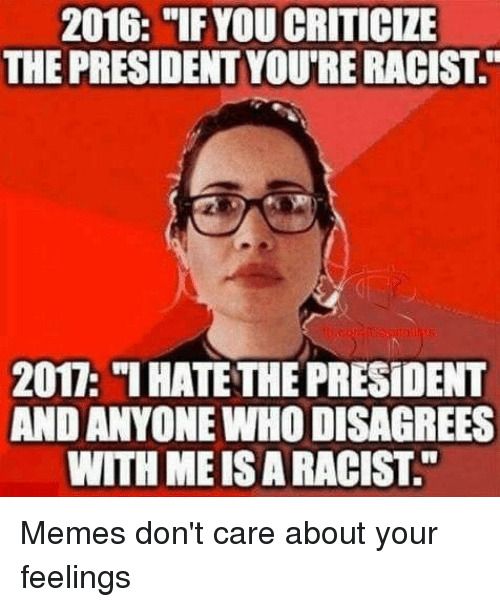 2016: "IF YOU CRITICIZE
THE PRESIDENT YOU'RE RACIST."
2017: "I HATE THE PRESIDENT
AND ANYONE WHO DISAGREES
WITH ME IS A RACIST."
Memes don't care about your
feelings